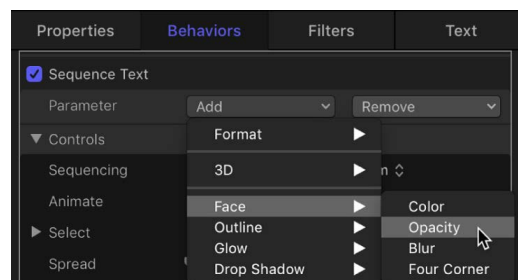 Properties Behaviors Filters Text
Sequence Text
Parameter Add Remove
Controls Format
Sequencing 3D
Animate Face Color
Select Outline Opacity
Glow Blur
Spread Drop Shadow Four Corner